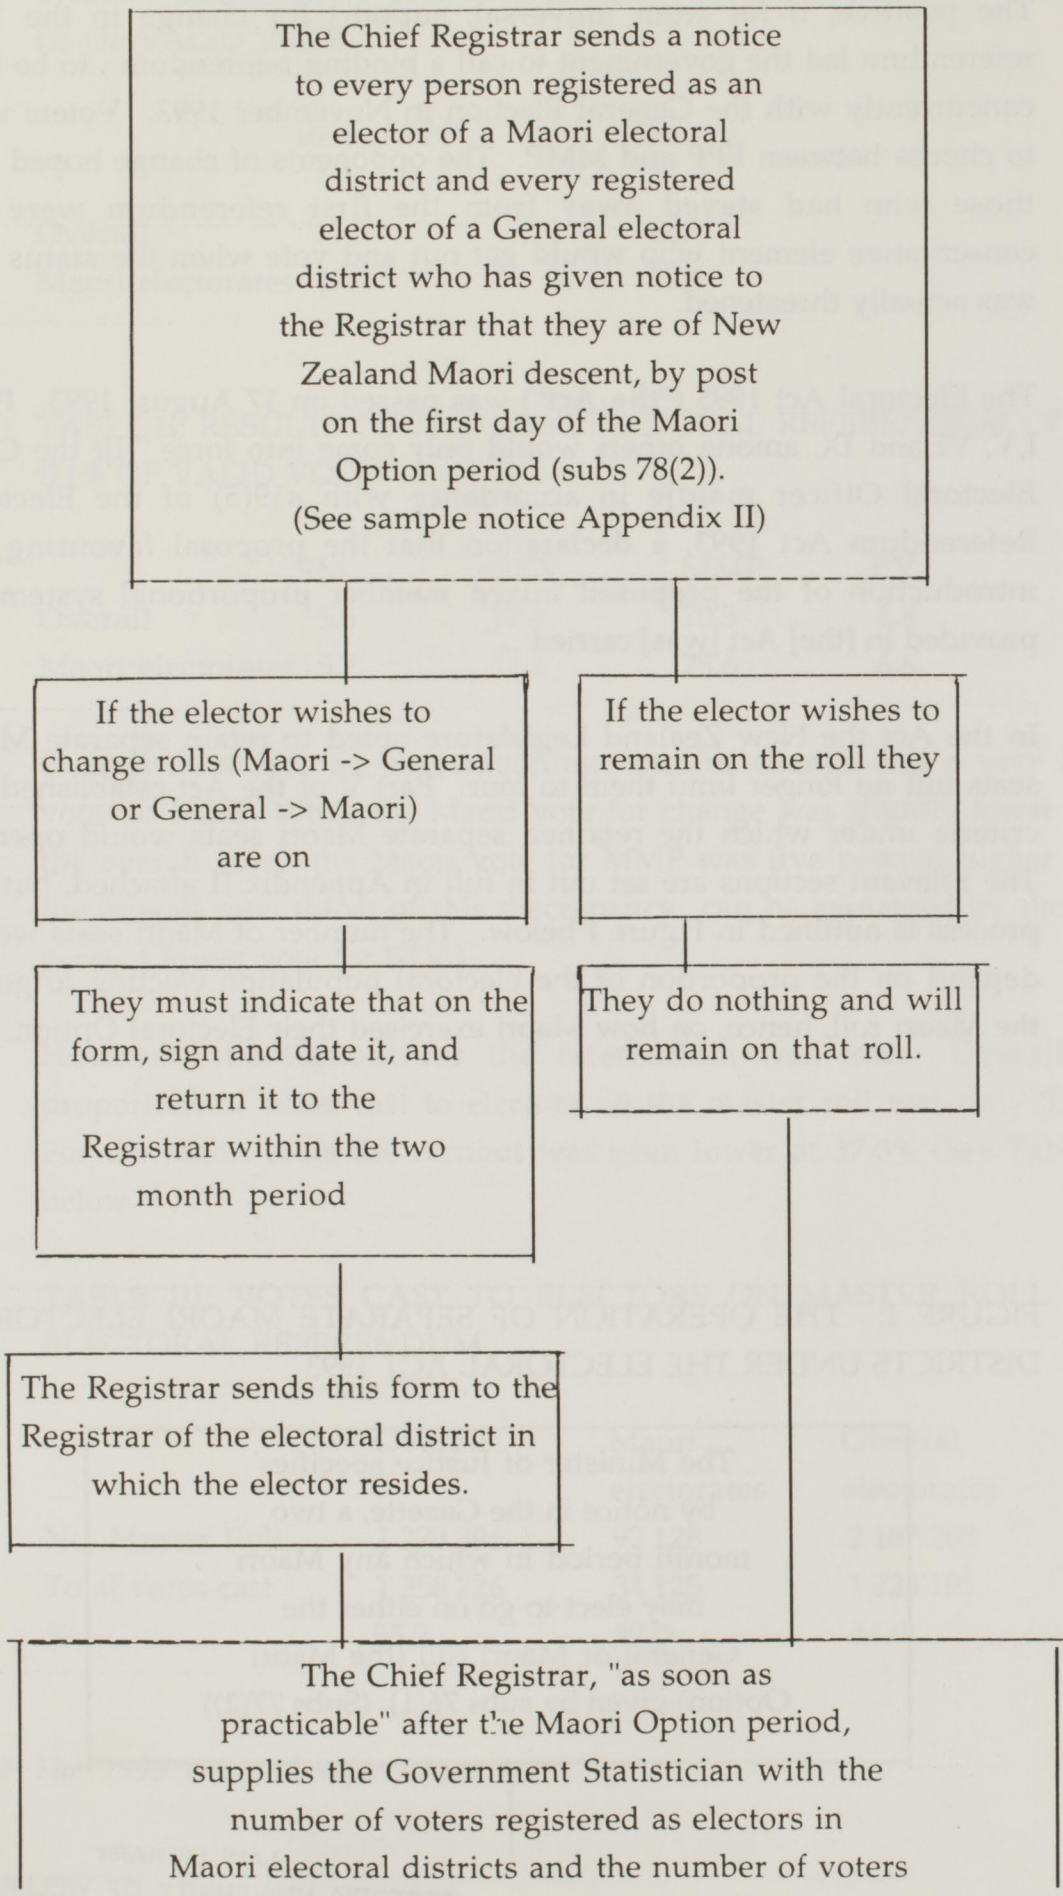 The Chief Registrar sends a notice
to every person registered as an
elector of a Maori electoral
district and every registered
elector of a General electoral
district who has given notice to
the Registrar that they are of New
Zealand Maori descent, by post
on the first day of the Maori
Option period (subs 78(2)).
(See sample notice Appendix II)
If the elector wishes to
change rolls (Maori -> General
or General -> Maori)
are on
If the elector wishes to
remain on the roll they
They must indicate that on the
form, sign and date it, and
return it to the
Registrar within the two
month period
They do nothing and will
remain on that roll.
The Registrar sends this form to the
Registrar of the electoral district in
which the elector resides.
The Chief Registrar, "as soon as
practicable" after the Maori Option period,
supplies the Government Statistician with the
number of voters registered as electors in
Maori electoral districts and the number of voters